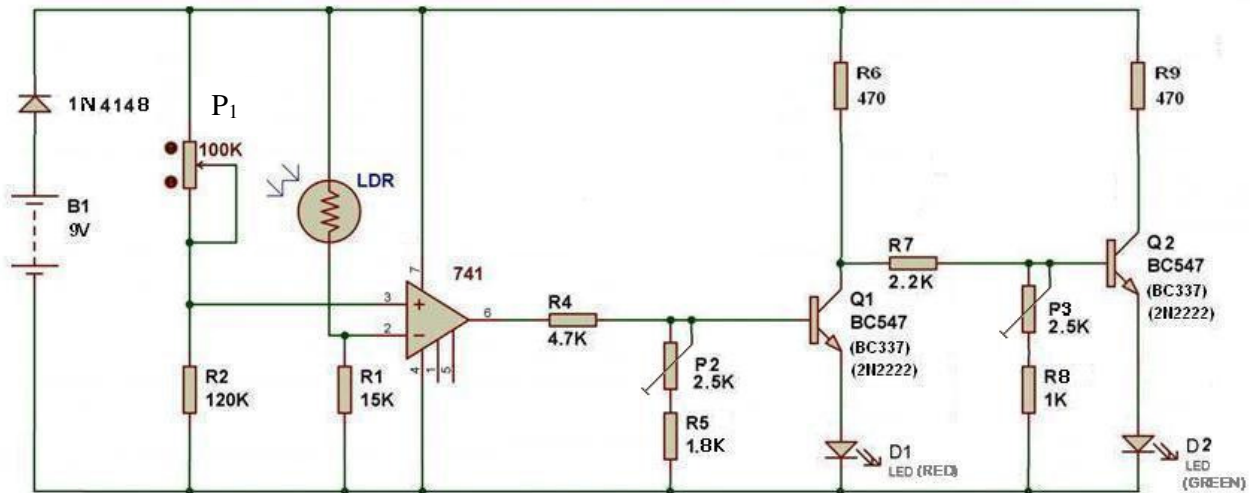 1N4148
P1
100K
B1
9V
LDR
R2
120K
R1
15K
741
7
3
+
2
−
6
4
1
5
R4
4.7K
P2
2.5K
R5
1.8K
R6
470
Q1
BC547
(BC337)
(2N2222)
D1
LED (RED)
R7
2.2K
P3
2.5K
R8
1K
R9
470
Q2
BC547
(BC337)
(2N2222)
D2
LED
(GREEN)